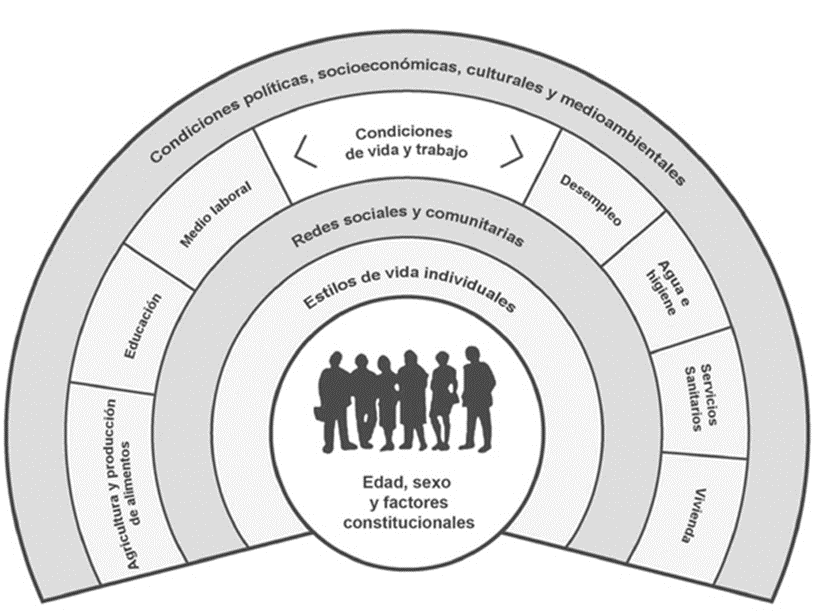 Condiciones políticas, socioeconómicas, culturales y medioambientales
Condiciones
de vida y trabajo
Agricultura y producción
de alimentos
Educación
Medio laboral
Desempleo
Agua e
higiene
Servicios
Sanitarios
Vivienda
Redes sociales y comunitarias
Estilos de vida individuales
Edad, sexo
y factores
constitucionales